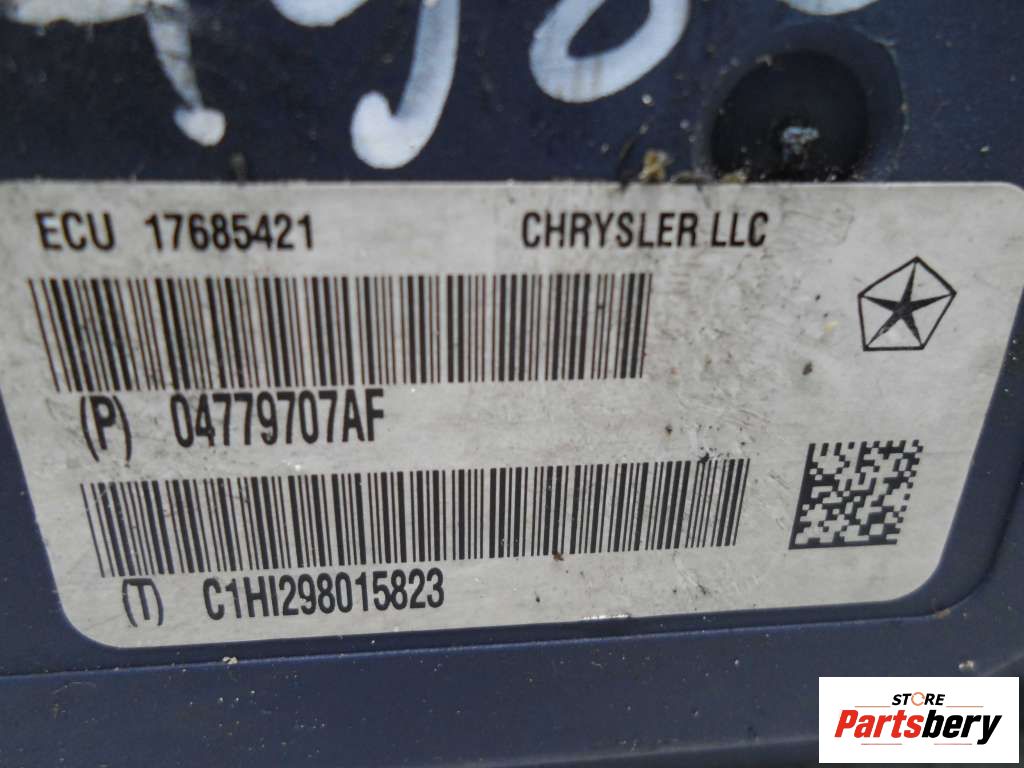 ECU 17685421 CHRYSLER LLC
(P) 04779707AF
(T) C1HI298015823
STORE
Partsbery